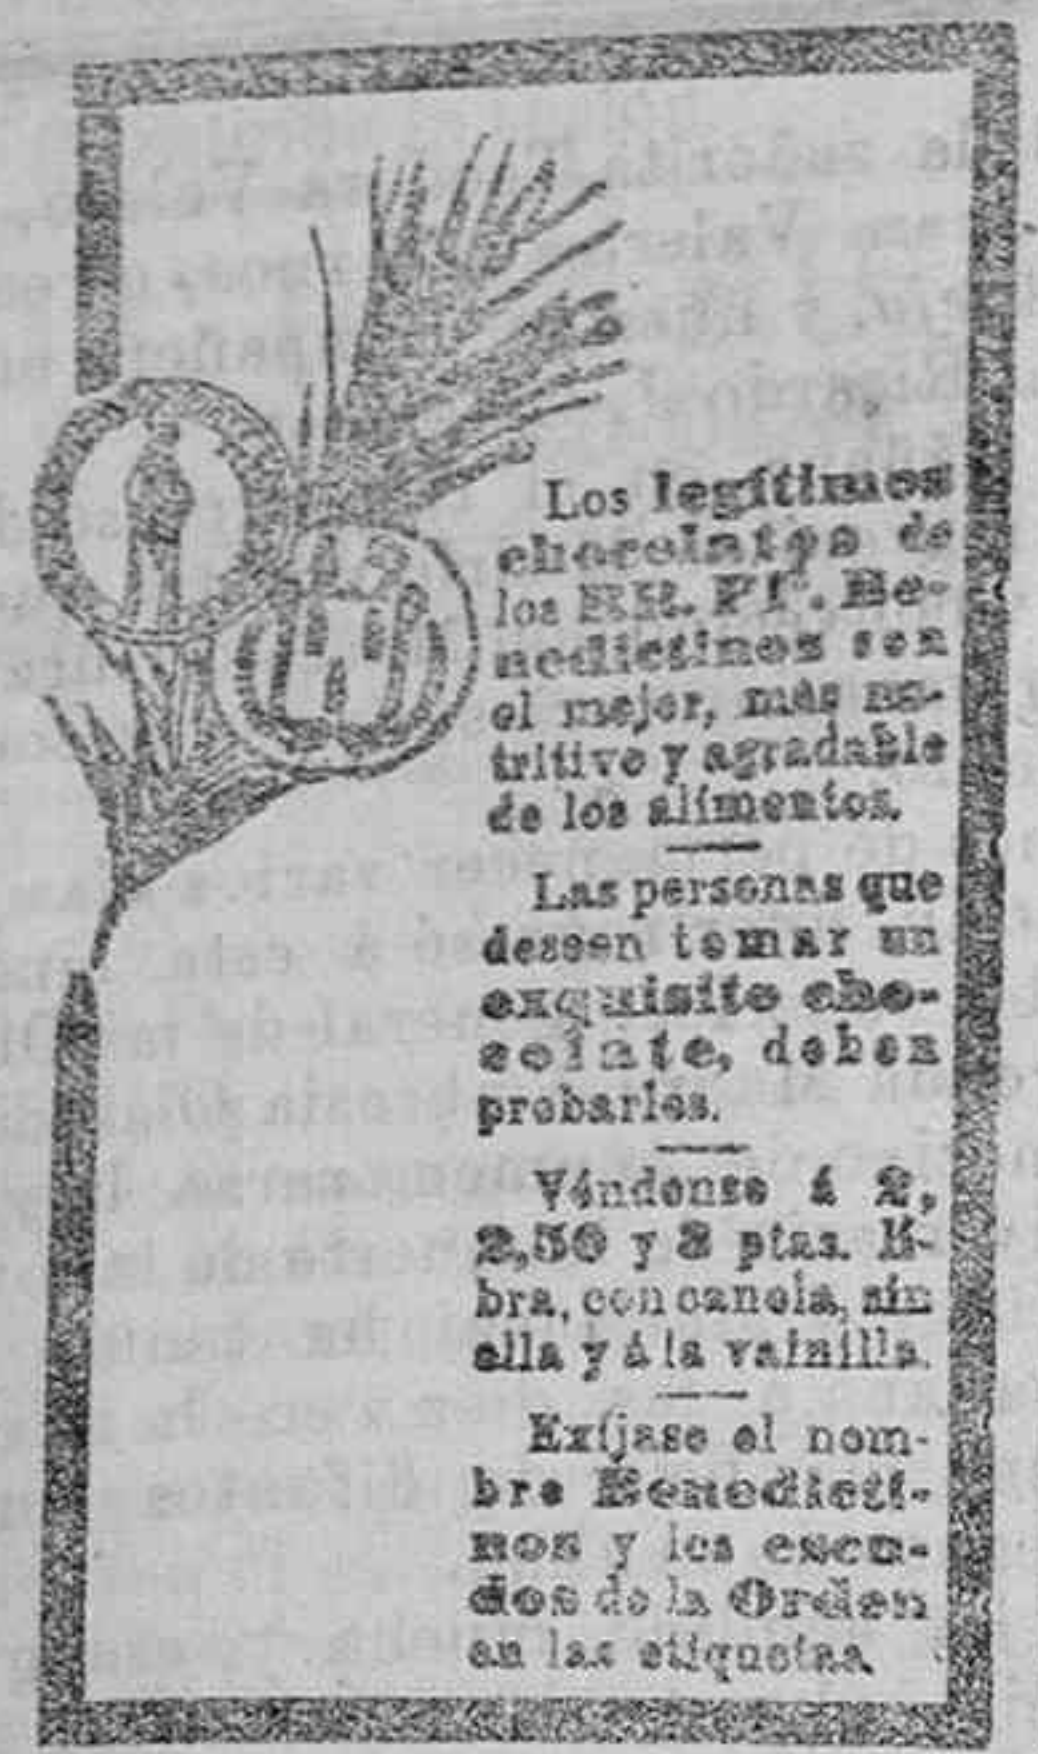 Los legítimos
chocolates de
los RR. PP. Be-
nedictinos son
el mejor, más nu-
tritivo y agradable
de los alimentos.
Las personas que
deseen tomar un
exquisito cho-
colate, deben
probarlos.
Véndense á 2,
2,50 y 3 ptas. li-
bra, con canela, sin
ella y á la vainilla.
Exíjase el nom-
bre Benedicti-
nos y los escu-
dos de la Orden
en las etiquetas.